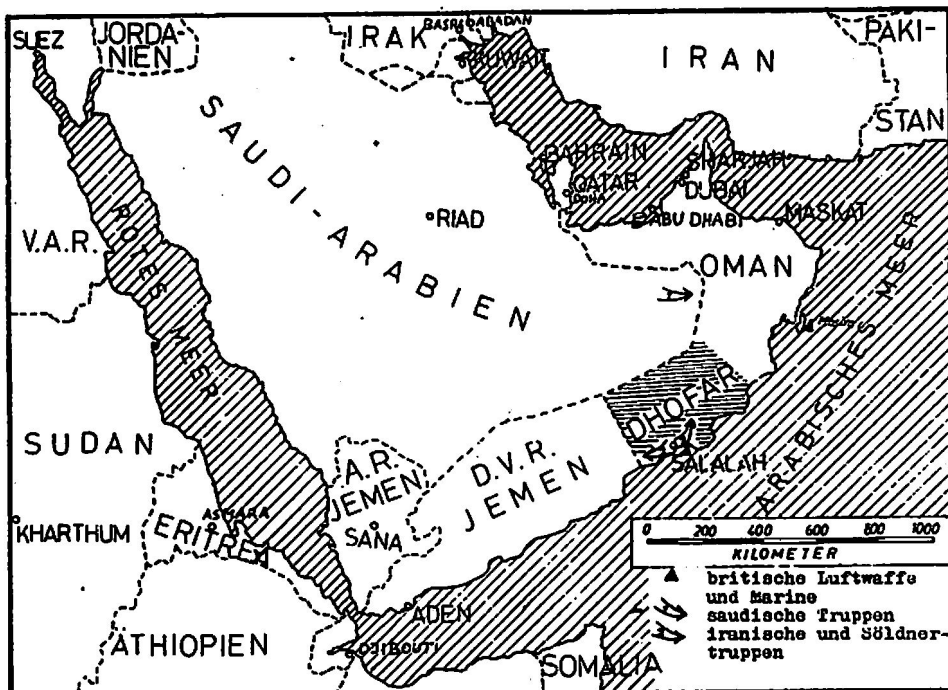 SUEZ
JORDA-
NIEN
IRAK
BASRA
ABADAN
KUWAIT
IRAN
PAKI-
STAN
SAUDI-ARABIEN
BAHRAIN
QATAR
DOHA
SHARJAH
DUBAI
ABU DHABI
MASKAT
RIAD
V.A.R.
ROTES MEER
OMAN
ARABISCHES MEER
DHOFAR
SALALAH
SUDAN
A.R.
JEMEN
D.V.R.
JEMEN
SANA
KHARTHUM
ASMARA
ERITREA
ADEN
ÄTHIOPIEN
DJIBOUTI
SOMALIA
0 200 400 600 800 1000
KILOMETER
britische Luftwaffe
und Marine
saudische Truppen
iranische und Söldner-
truppen